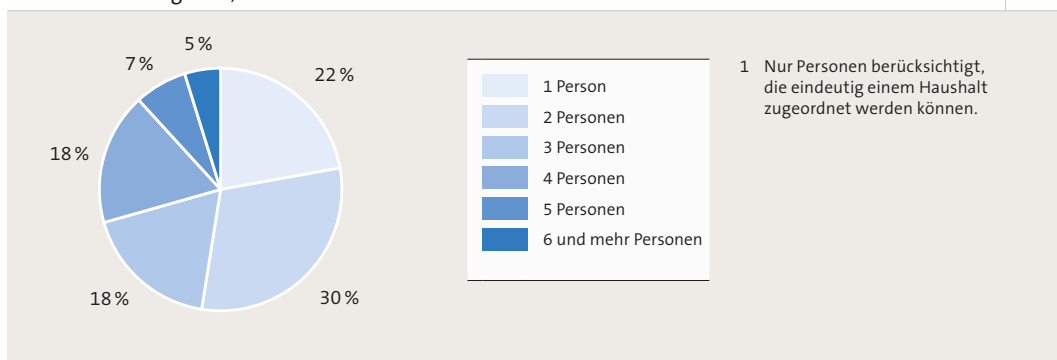 5 %
7 %
22 %
18 %
18 %
30 %
1 Person
2 Personen
3 Personen
4 Personen
5 Personen
6 und mehr Personen
1 Nur Personen berücksichtigt,
die eindeutig einem Haushalt
zugeordnet werden können.